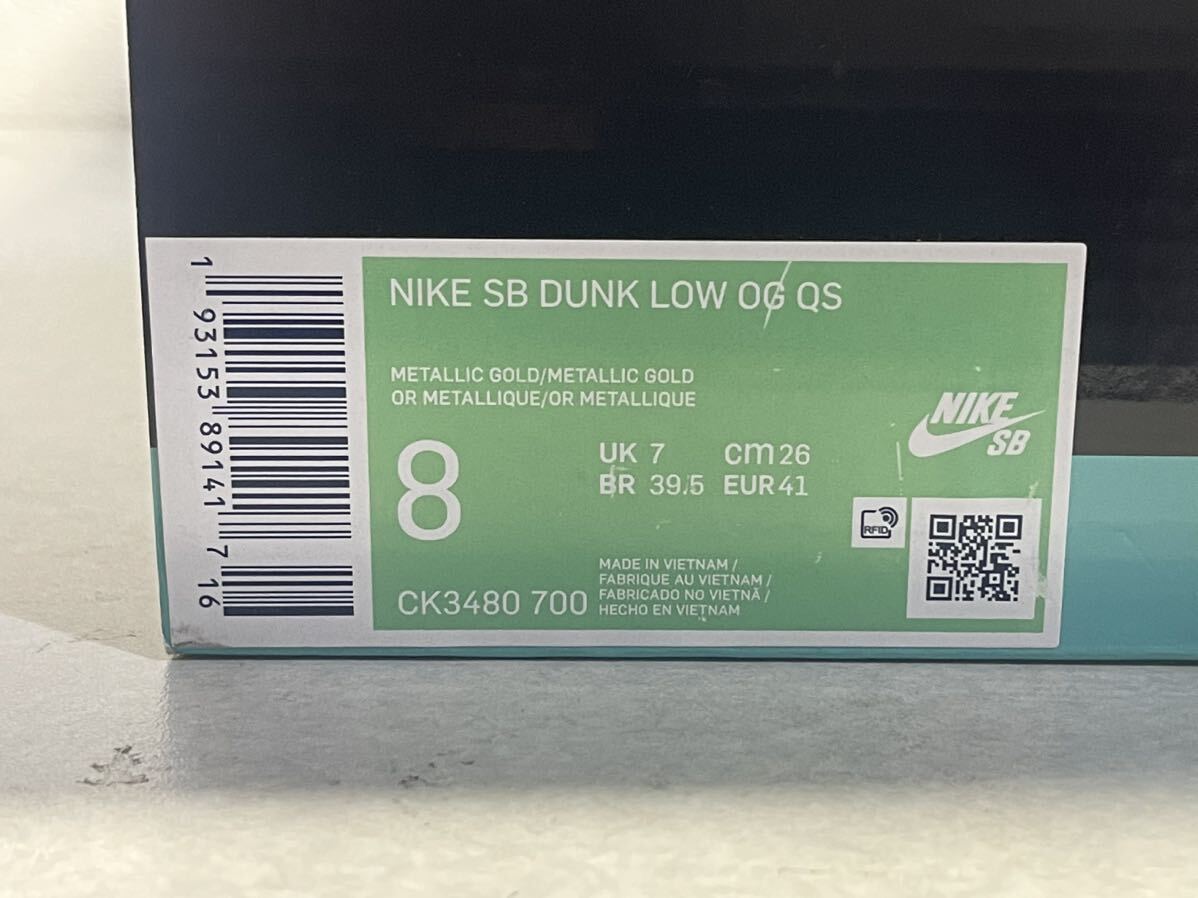 NIKE SB DUNK LOW OG QS
METALLIC GOLD/METALLIC GOLD
OR METALLIQUE/OR METALLIQUE
8
UK 7 cm 26
BR 39.5 EUR 41
CK3480 700
MADE IN VIETNAM /
FABRIQUE AU VIETNAM /
FABRICADO NO VIETNÃ /
HECHO EN VIETNAM
NIKE
SB
RFID
1 93153 89141 7 16